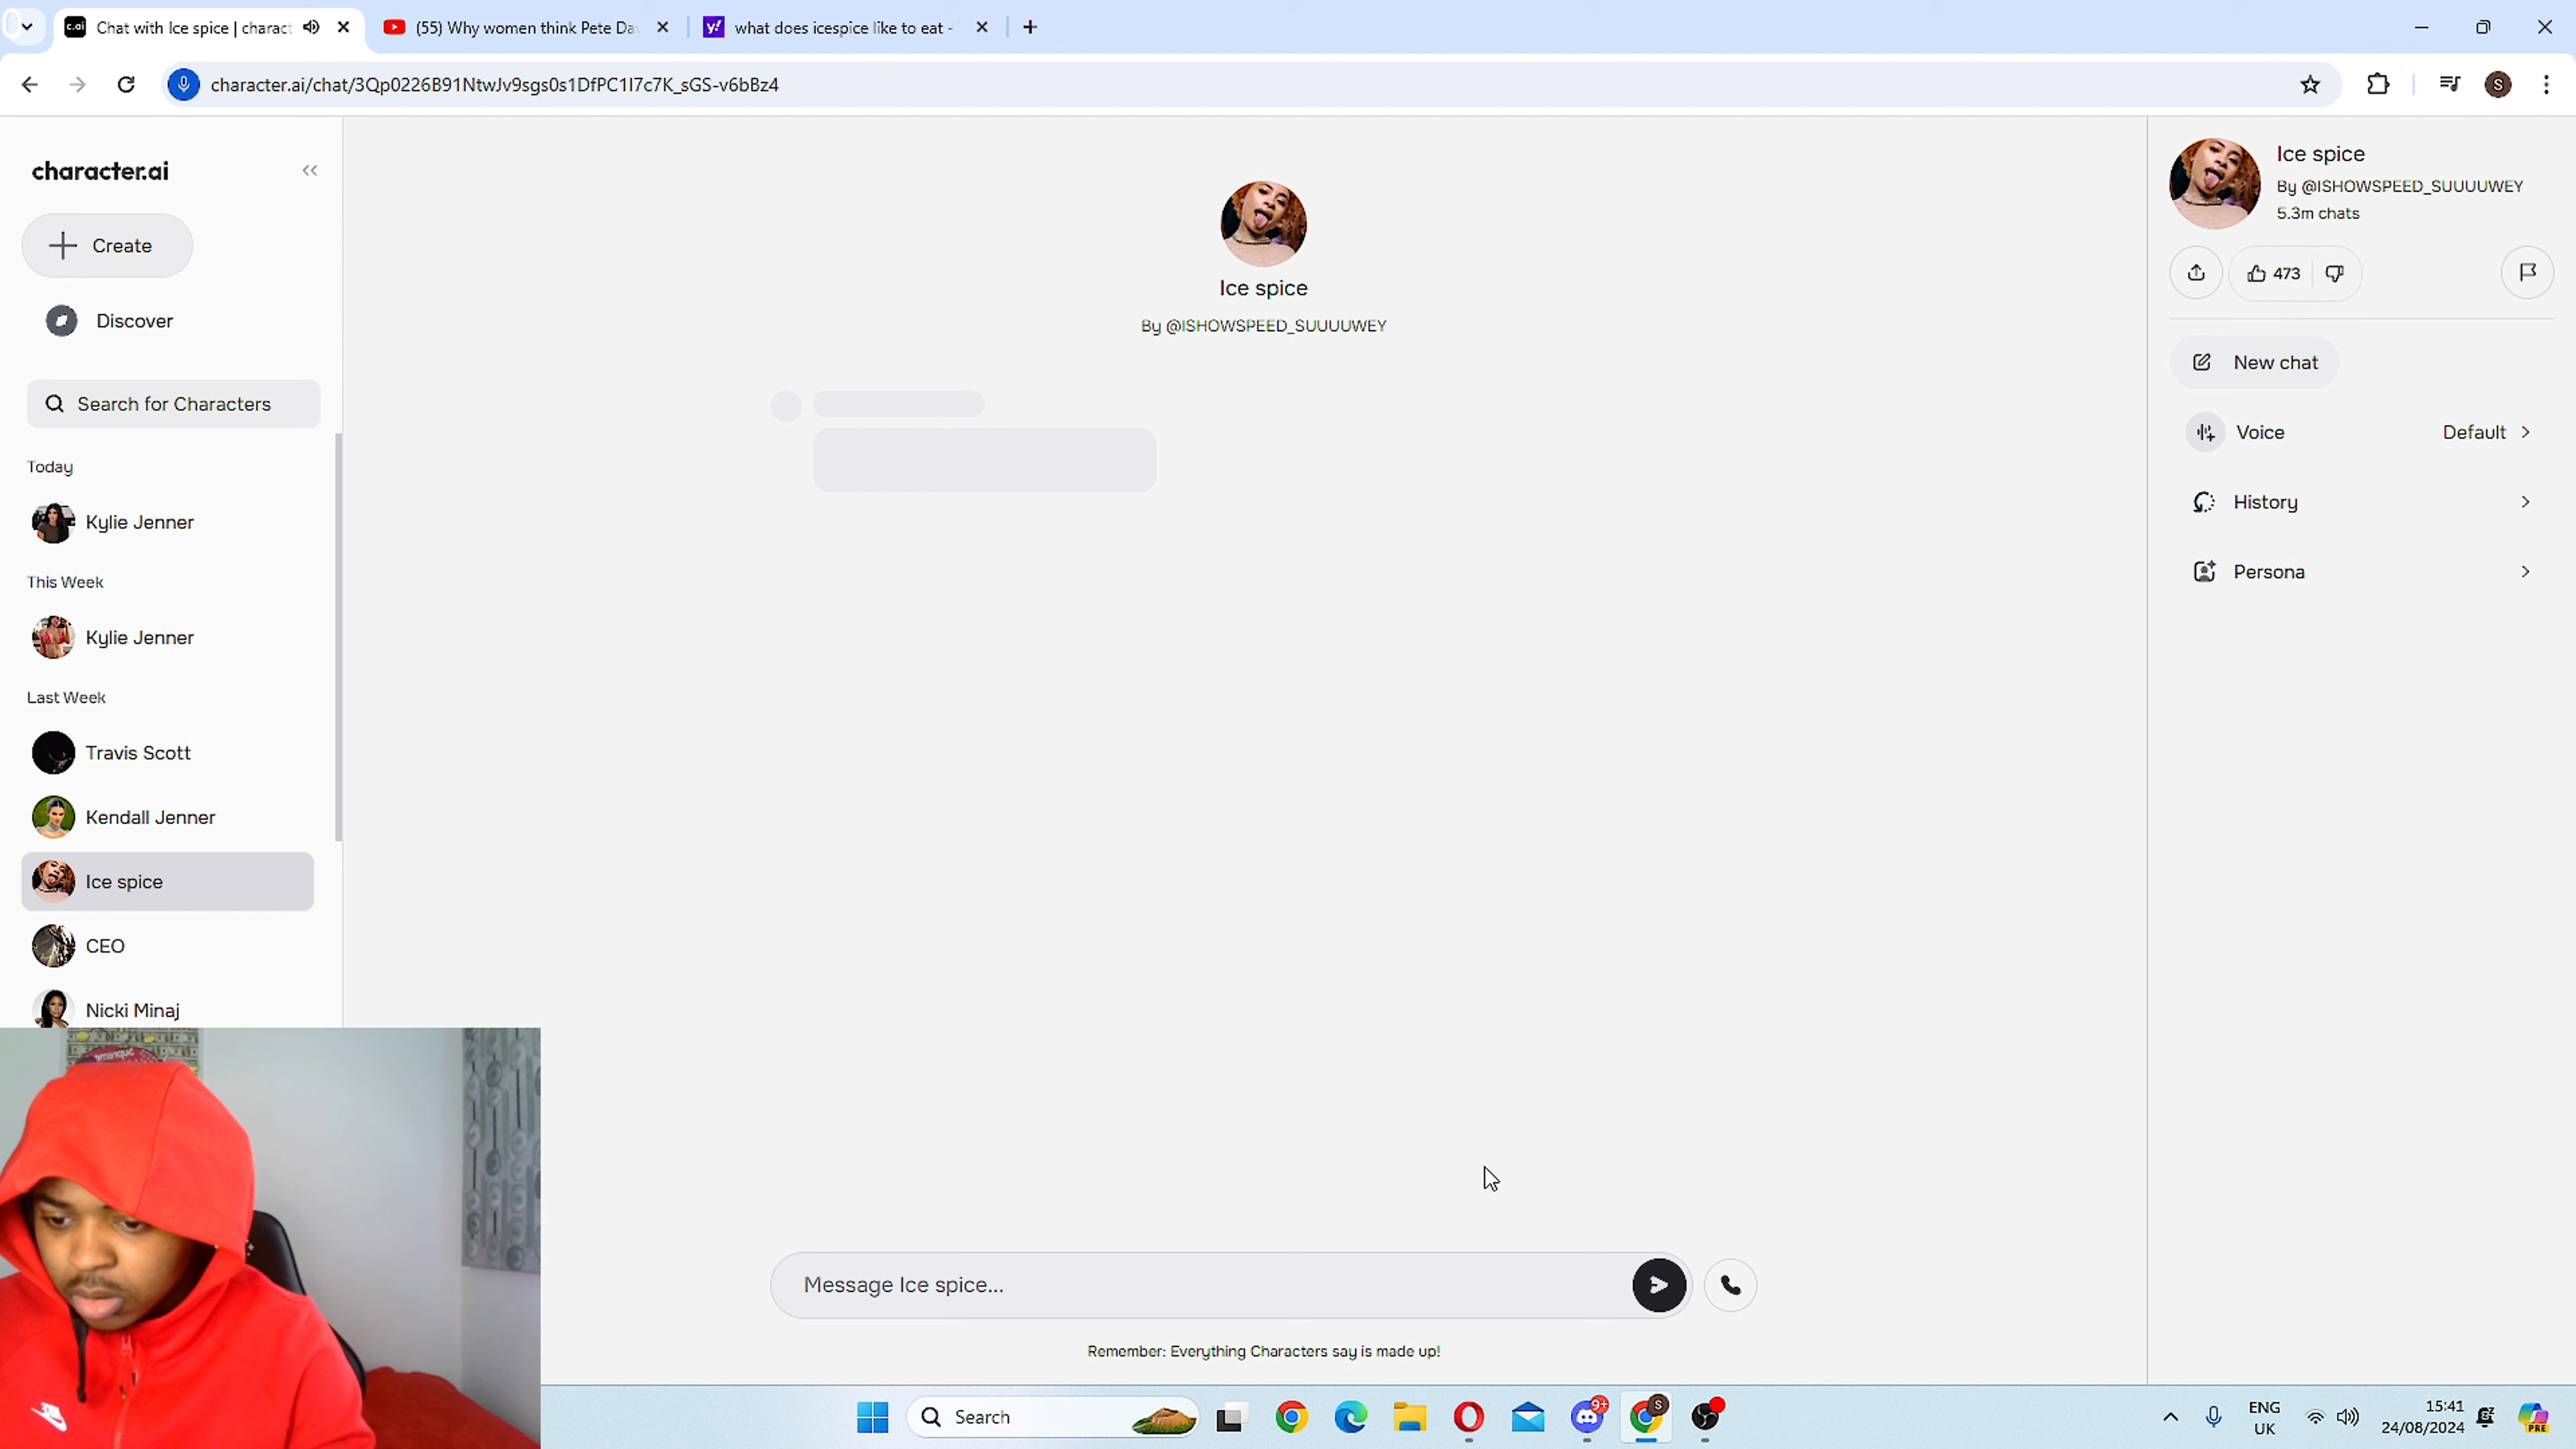 Chat with Ice spice | charact
(55) Why women think Pete Da
what does icespice like to eat -
character.ai/chat/3Qp0226B91NtwJv9sgs0s1DfPC1I7c7K_sGS-v6bBz4
S
character.ai
Create
Discover
Search for Characters
Today
Kylie Jenner
This Week
Kylie Jenner
Last Week
Travis Scott
Kendall Jenner
Ice spice
CEO
Nicki Minaj
Ice spice
By @ISHOWSPEED_SUUUUWEY
Message Ice spice...
Remember: Everything Characters say is made up!
Ice spice
By @ISHOWSPEED_SUUUUWEY
5.3m chats
473
New chat
Voice Default
History
Persona
Search
9+
S
ENG
UK
15:41
24/08/2024
PRE